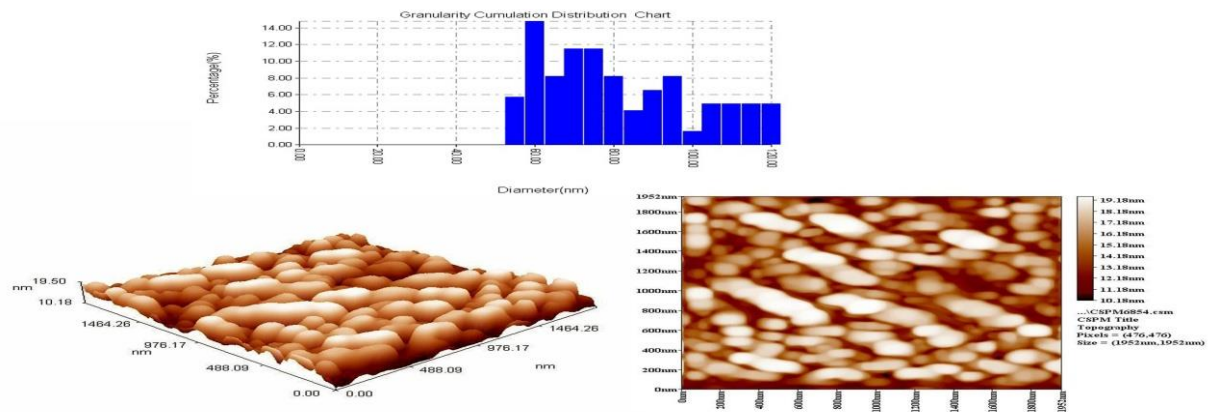 Granularity Cumulation Distribution Chart
Percentage(%)
14.00
12.00
10.00
8.00
6.00
4.00
2.00
0.00
0.00
20.00
40.00
60.00
80.00
100.00
120.00
Diameter(nm)
19.50
nm
10.18
1464.26
976.17
nm
488.09
0.00
0.00
488.09
nm
976.17
1464.26
1952nm
1800nm
1600nm
1400nm
1200nm
1000nm
800nm
600nm
400nm
200nm
0nm
0nm
200nm
400nm
600nm
800nm
1000nm
1200nm
1400nm
1600nm
1800nm
1952nm
19.18nm
18.18nm
17.18nm
16.18nm
15.18nm
14.18nm
13.18nm
12.18nm
11.18nm
10.18nm
...\CSPM6854.csm
CSPM Title
Topography
Pixels = (476,476)
Size = (1952nm,1952nm)